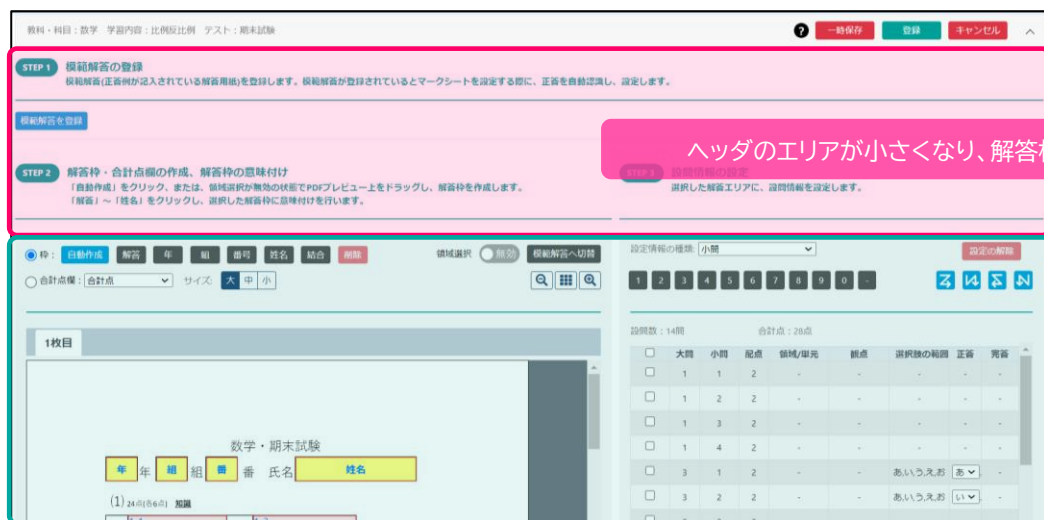 教科・科目：数学　学習内容：比例反比例　テスト：期末試験
?
一時保存
登録
キャンセル
STEP 1 模範解答の登録
模範解答(正答例が記入されている解答用紙)を登録します。模範解答が登録されているとマークシートを設定する際に、正答を自動認識し、設定します。
模範解答を登録
ヘッダのエリアが小さくなり、解答
STEP 2 解答枠・合計点欄の作成、解答枠の意味付け
「自動作成」をクリック、または、領域選択が無効の状態でPDFプレビュー上をドラッグし、解答枠を作成します。
「解答」～「姓名」をクリックし、選択した解答枠に意味付けを行います。
STEP 3 設問情報の設定
選択した解答エリアに、設問情報を設定します。
枠： 自動作成 解答 年 組 番号 姓名 結合 削除 領域選択 無効 模範解答へ切替
合計点欄： 合計点 サイズ: 大 中 小
1枚目
数学・期末試験
年 年 組 組 番 番 氏名 姓名
(1) 24点(各6点) 知識
設定情報の種類: 小問 設定の解除
1 2 3 4 5 6 7 8 9 0 -
設問数：14問 合計点：28点
大問 小問 配点 領域/単元 観点 選択肢の範囲 正答 完答
1 1 2 - - - - -
1 2 2 - - - - -
1 3 2 - - - - -
1 4 2 - - - - -
3 1 2 - - あ,い,う,え,お あ -
3 2 2 - - あ,い,う,え,お い -